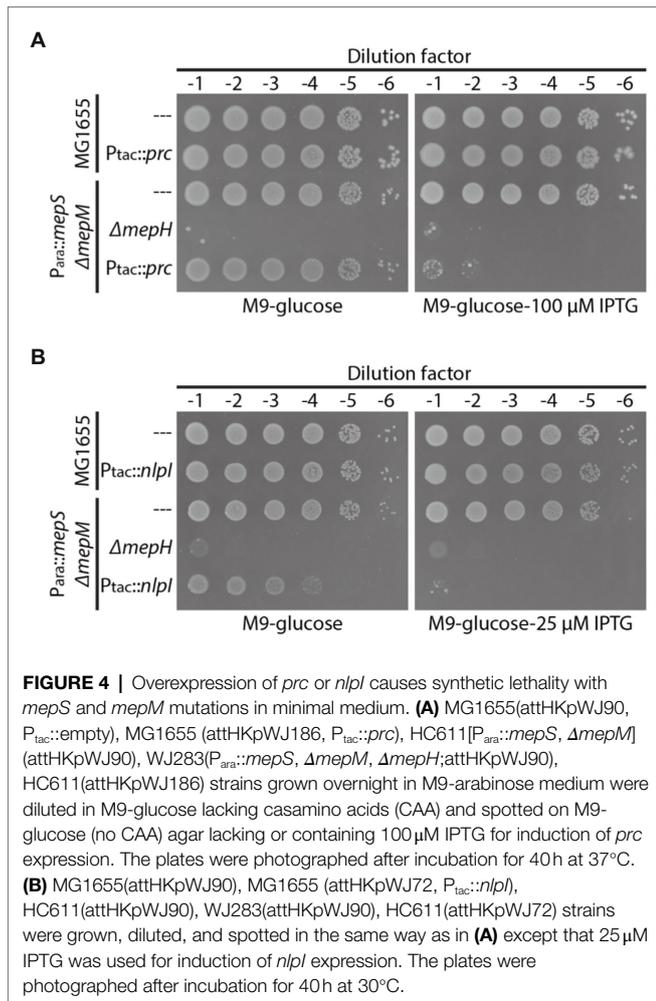 A
Dilution factor
-1 -2 -3 -4 -5 -6 -1 -2 -3 -4 -5 -6
MG1655
---
Ptac::prc
Para::mepS
ΔmepM
---
ΔmepH
Ptac::prc
M9-glucose M9-glucose-100 μM IPTG
B
Dilution factor
-1 -2 -3 -4 -5 -6 -1 -2 -3 -4 -5 -6
MG1655
---
Ptac::nlpI
Para::mepS
ΔmepM
---
ΔmepH
Ptac::nlpI
M9-glucose M9-glucose-25 μM IPTG
FIGURE 4 | Overexpression of prc or nlpI causes synthetic lethality with
mepS and mepM mutations in minimal medium. (A) MG1655(attHKpWJ90,
Ptac::empty), MG1655 (attHKpWJ186, Ptac::prc), HC611[Para::mepS, ΔmepM]
(attHKpWJ90), WJ283(Para::mepS, ΔmepM, ΔmepH;attHKpWJ90),
HC611(attHKpWJ186) strains grown overnight in M9-arabinose medium were
diluted in M9-glucose lacking casamino acids (CAA) and spotted on M9-
glucose (no CAA) agar lacking or containing 100 μM IPTG for induction of prc
expression. The plates were photographed after incubation for 40 h at 37°C.
(B) MG1655(attHKpWJ90), MG1655 (attHKpWJ72, Ptac::nlpI),
HC611(attHKpWJ90), WJ283(attHKpWJ90), HC611(attHKpWJ72) strains
were grown, diluted, and spotted in the same way as in (A) except that 25 μM
IPTG was used for induction of nlpI expression. The plates were
photographed after incubation for 40 h at 30°C.